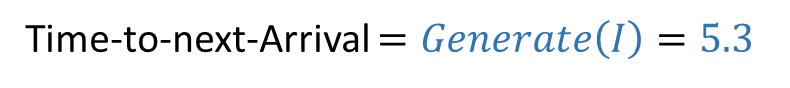 Time-to-next-Arrival = Generate(I) = 5.3